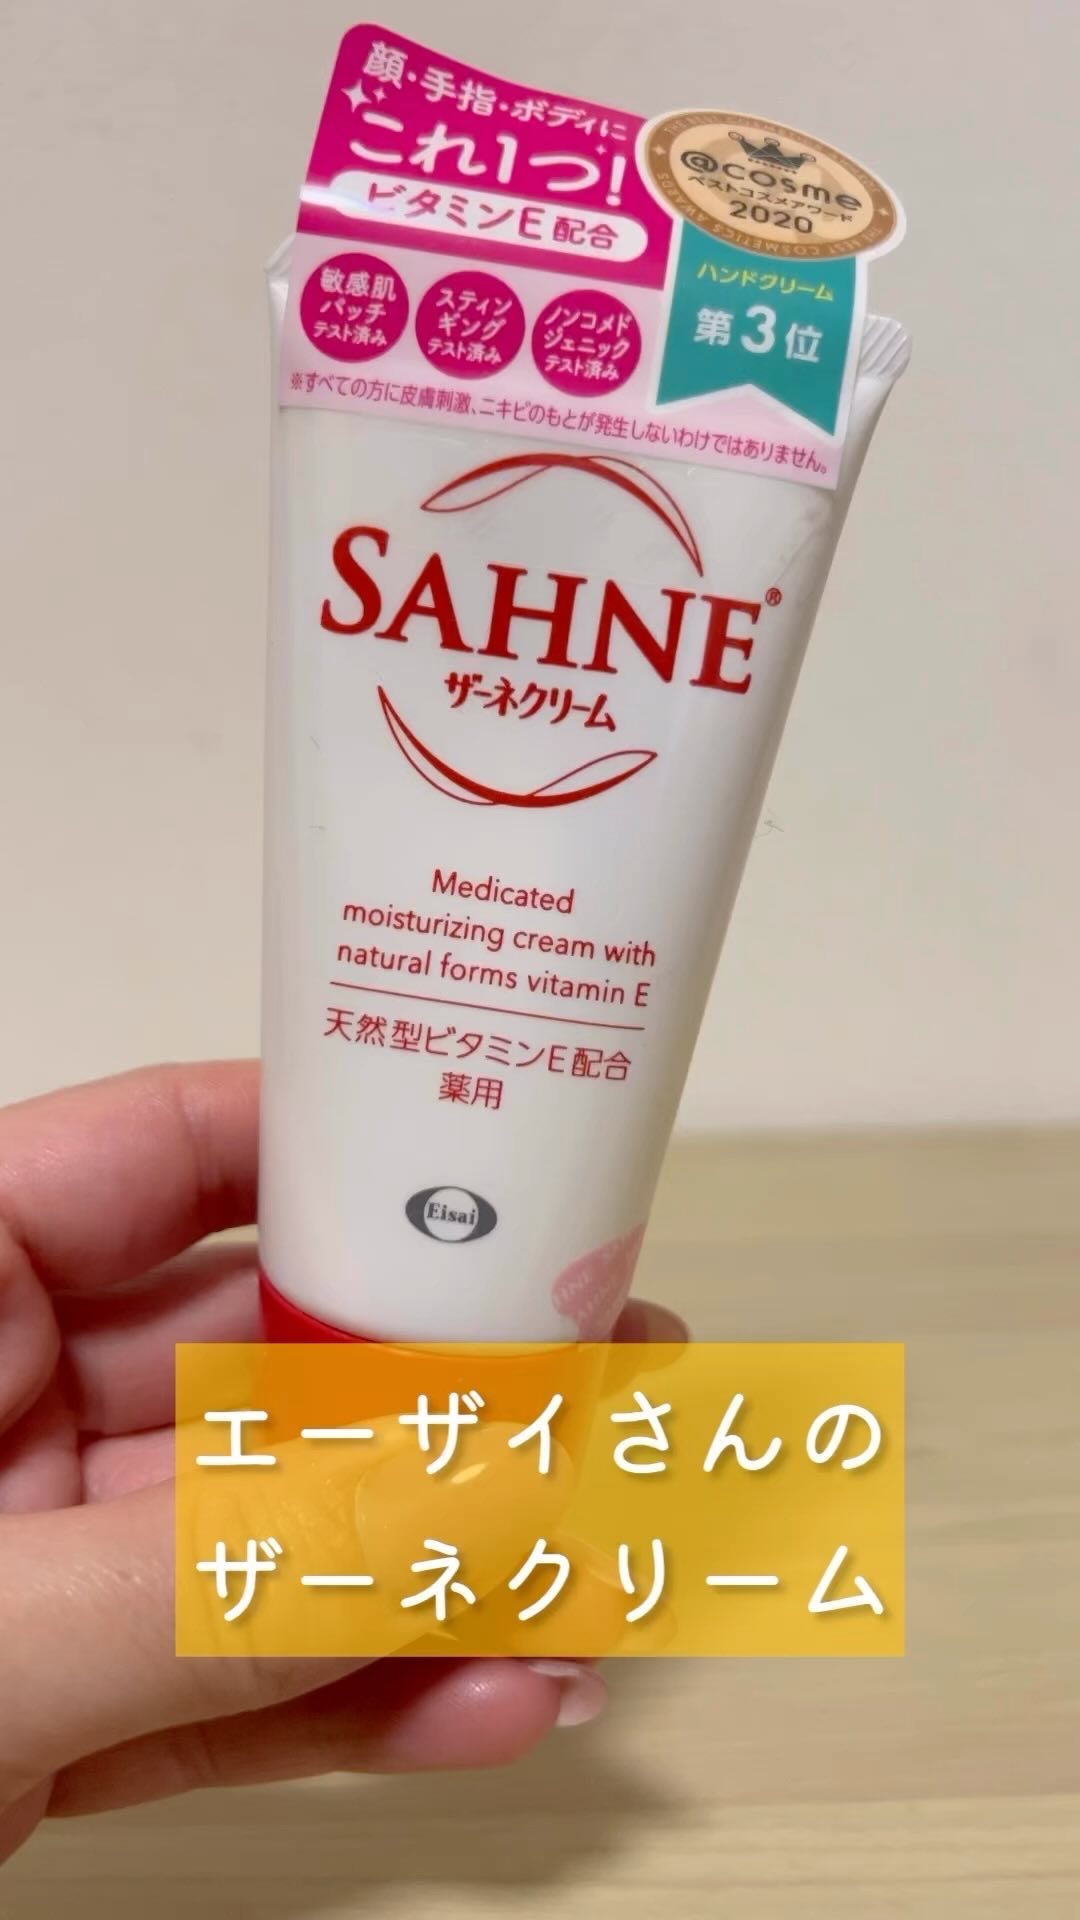 顔・手指・ボディに
これ1つ!
ビタミンE配合
敏感肌
パッチ
テスト済み
スティン
ギング
テスト済み
ノンコメド
ジェニック
テスト済み
※すべての方に皮膚刺激、ニキビのもとが発生しないわけではありません。
@cosme
ベストコスメアワード
2020
ハンドクリーム
第3位
SAHNE®
ザーネクリーム
Medicated
moisturizing cream with
natural forms vitamin E
天然型ビタミンE配合
薬用
Eisai
エーザイさんの
ザーネクリーム